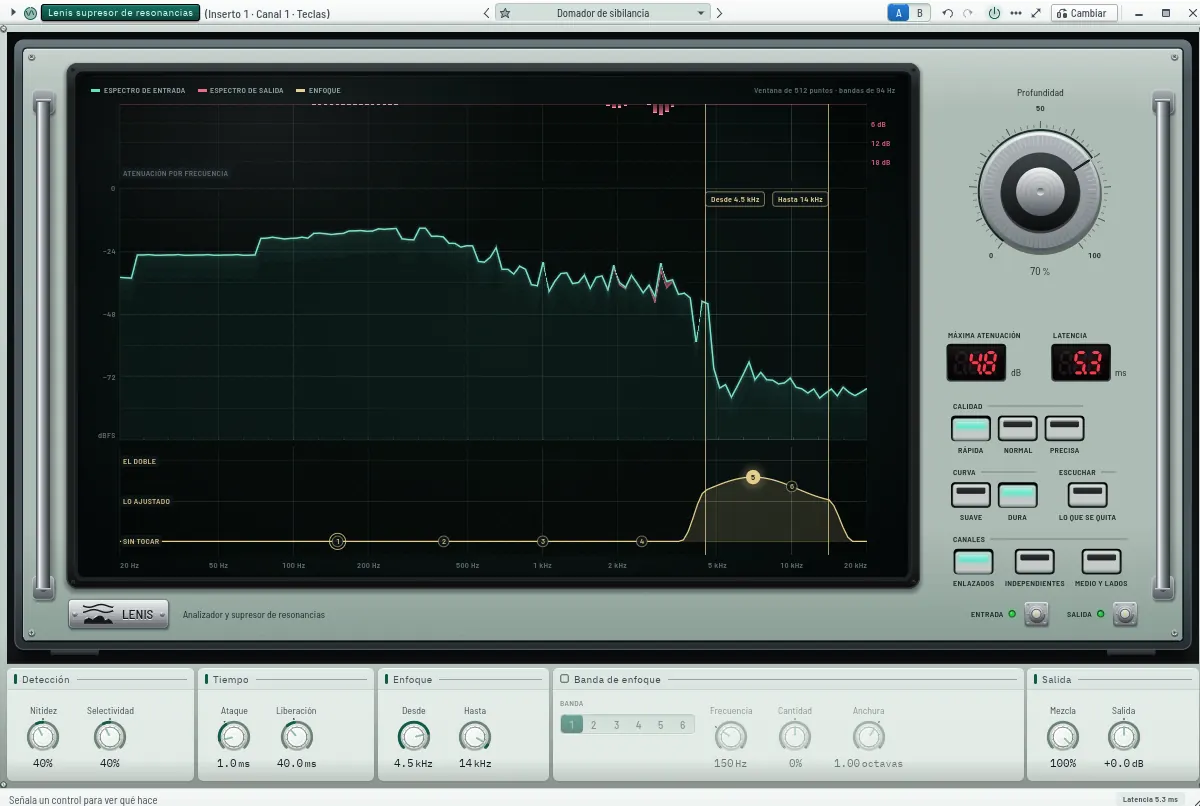 Lenis supresor de resonancias (Inserto 1 · Canal 1 · Teclas)
Domador de sibilancia
A B
Cambiar
ESPECTRO DE ENTRADA ESPECTRO DE SALIDA ENFOQUE
Ventana de 512 puntos · bandas de 94 Hz
6 dB
12 dB
18 dB
ATENUACIÓN POR FRECUENCIA
0
-24
-48
-72
dBFS
Desde 4.5 kHz Hasta 14 kHz
EL DOBLE
LO AJUSTADO
SIN TOCAR
1 2 3 4 5 6
20 Hz 50 Hz 100 Hz 200 Hz 500 Hz 1 kHz 2 kHz 5 kHz 10 kHz 20 kHz
LENIS
Analizador y supresor de resonancias
Profundidad
50
0 100
70 %
MÁXIMA ATENUACIÓN LATENCIA
4.8 dB 5.3 ms
CALIDAD
RÁPIDA NORMAL PRECISA
CURVA ESCUCHAR
SUAVE DURA LO QUE SE QUITA
CANALES
ENLAZADOS INDEPENDIENTES MEDIO Y LADOS
ENTRADA SALIDA
Detección
Nitidez Selectividad
40% 40%
Tiempo
Ataque Liberación
1.0 ms 40.0 ms
Enfoque
Desde Hasta
4.5 kHz 14 kHz
Banda de enfoque
BANDA
1 2 3 4 5 6
Frecuencia Cantidad Anchura
150 Hz 0% 1.00 octavas
Salida
Mezcla Salida
100% +0.0 dB
Señala un control para ver qué hace
Latencia 5.3 ms